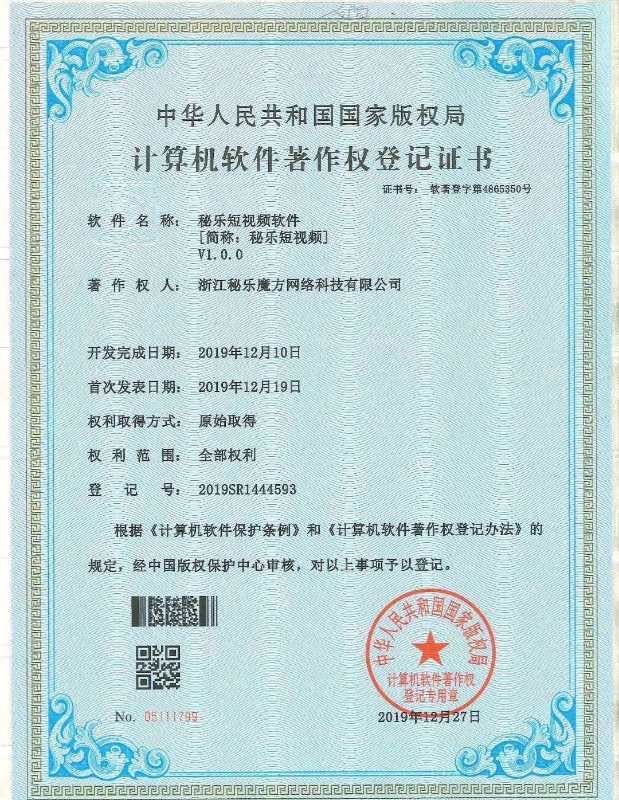 中华人民共和国国家版权局
计算机软件著作权登记证书
证书号： 软著登字第4865350号
软 件 名 称： 秘乐短视频软件
[简称：秘乐短视频]
V1.0.0
著 作 权 人： 浙江秘乐魔方网络科技有限公司
开发完成日期： 2019年12月10日
首次发表日期： 2019年12月19日
权利取得方式： 原始取得
权 利 范 围： 全部权利
登 记 号： 2019SR1444593
根据《计算机软件保护条例》和《计算机软件著作权登记办法》的
规定，经中国版权保护中心审核，对以上事项予以登记。
中华人民共和国国家版权局
计算机软件著作权
登记专用章
No. 05111799
2019年12月27日